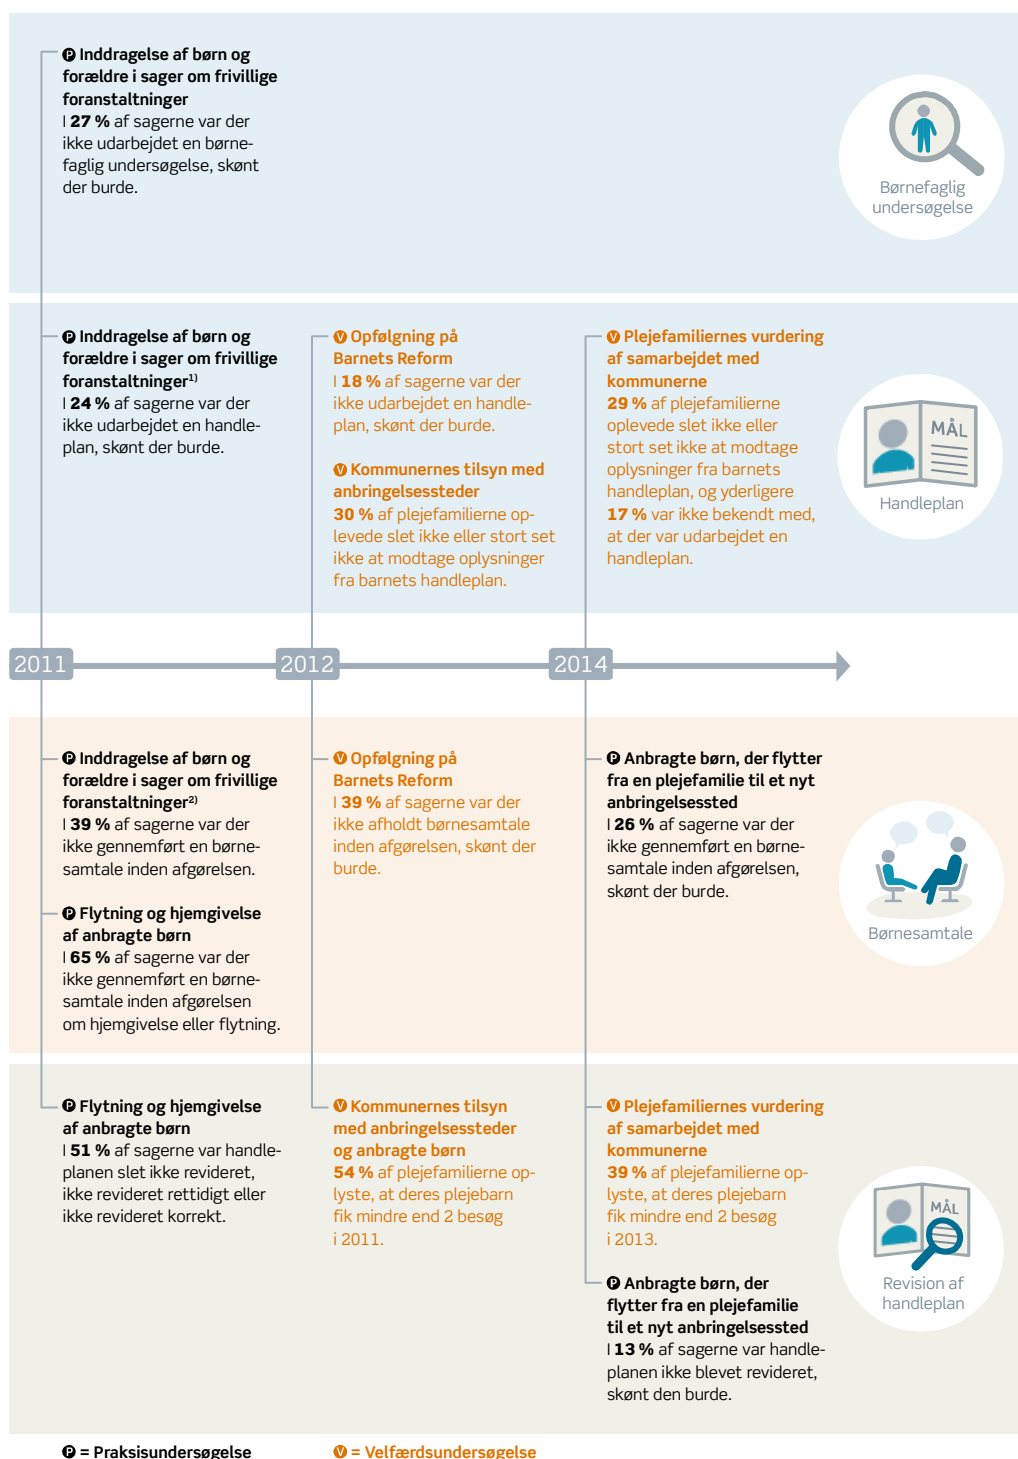 P Inddragelse af børn og
forældre i sager om frivillige
foranstaltninger
I 27 % af sagerne var der
ikke udarbejdet en børne-
faglig undersøgelse, skønt
der burde.
Børnefaglig
undersøgelse
P Inddragelse af børn og
forældre i sager om frivillige
foranstaltninger1)
I 24 % af sagerne var der
ikke udarbejdet en handle-
plan, skønt der burde.
V Opfølgning på
Barnets Reform
I 18 % af sagerne var der
ikke udarbejdet en handle-
plan, skønt der burde.
V Kommunernes tilsyn med
anbringelsessteder
30 % af plejefamilierne op-
levede slet ikke eller stort set
ikke at modtage oplysninger
fra barnets handleplan.
V Plejefamiliernes vurdering
af samarbejdet med
kommunerne
29 % af plejefamilierne
oplevede slet ikke eller
stort set ikke at modtage
oplysninger fra barnets
handleplan, og yderligere
17 % var ikke bekendt med,
at der var udarbejdet en
handleplan.
MÅL
Handleplan
2011
2012
2014
P Inddragelse af børn og
forældre i sager om frivillige
foranstaltninger2)
I 39 % af sagerne var der
ikke gennemført en børne-
samtale inden afgørelsen.
P Flytning og hjemgivelse
af anbragte børn
I 65 % af sagerne var der
ikke gennemført en børne-
samtale inden afgørelsen
om hjemgivelse eller flytning.
V Opfølgning på
Barnets Reform
I 39 % af sagerne var der
ikke afholdt børnesamtale
inden afgørelsen, skønt der
burde.
P Anbragte børn, der flytter
fra en plejefamilie til et nyt
anbringelsessted
I 26 % af sagerne var der
ikke gennemført en børne-
samtale inden afgørelsen,
skønt der burde.
Børnesamtale
P Flytning og hjemgivelse
af anbragte børn
I 51 % af sagerne var handle-
planen slet ikke revideret,
ikke revideret rettidigt eller
ikke revideret korrekt.
V Kommunernes tilsyn
med anbringelsessteder
og anbragte børn
54 % af plejefamilierne op-
lyste, at deres plejebarn
fik mindre end 2 besøg
i 2011.
V Plejefamiliernes vurdering
af samarbejdet med
kommunerne
39 % af plejefamilierne op-
lyste, at deres plejebarn
fik mindre end 2 besøg
i 2013.
P Anbragte børn, der
flytter fra en plejefamilie
til et nyt anbringelsessted
I 13 % af sagerne var handle-
planen ikke blevet revideret,
skønt den burde.
MÅL
Revision af
handleplan
P = Praksisundersøgelse
V = Velfærdsundersøgelse